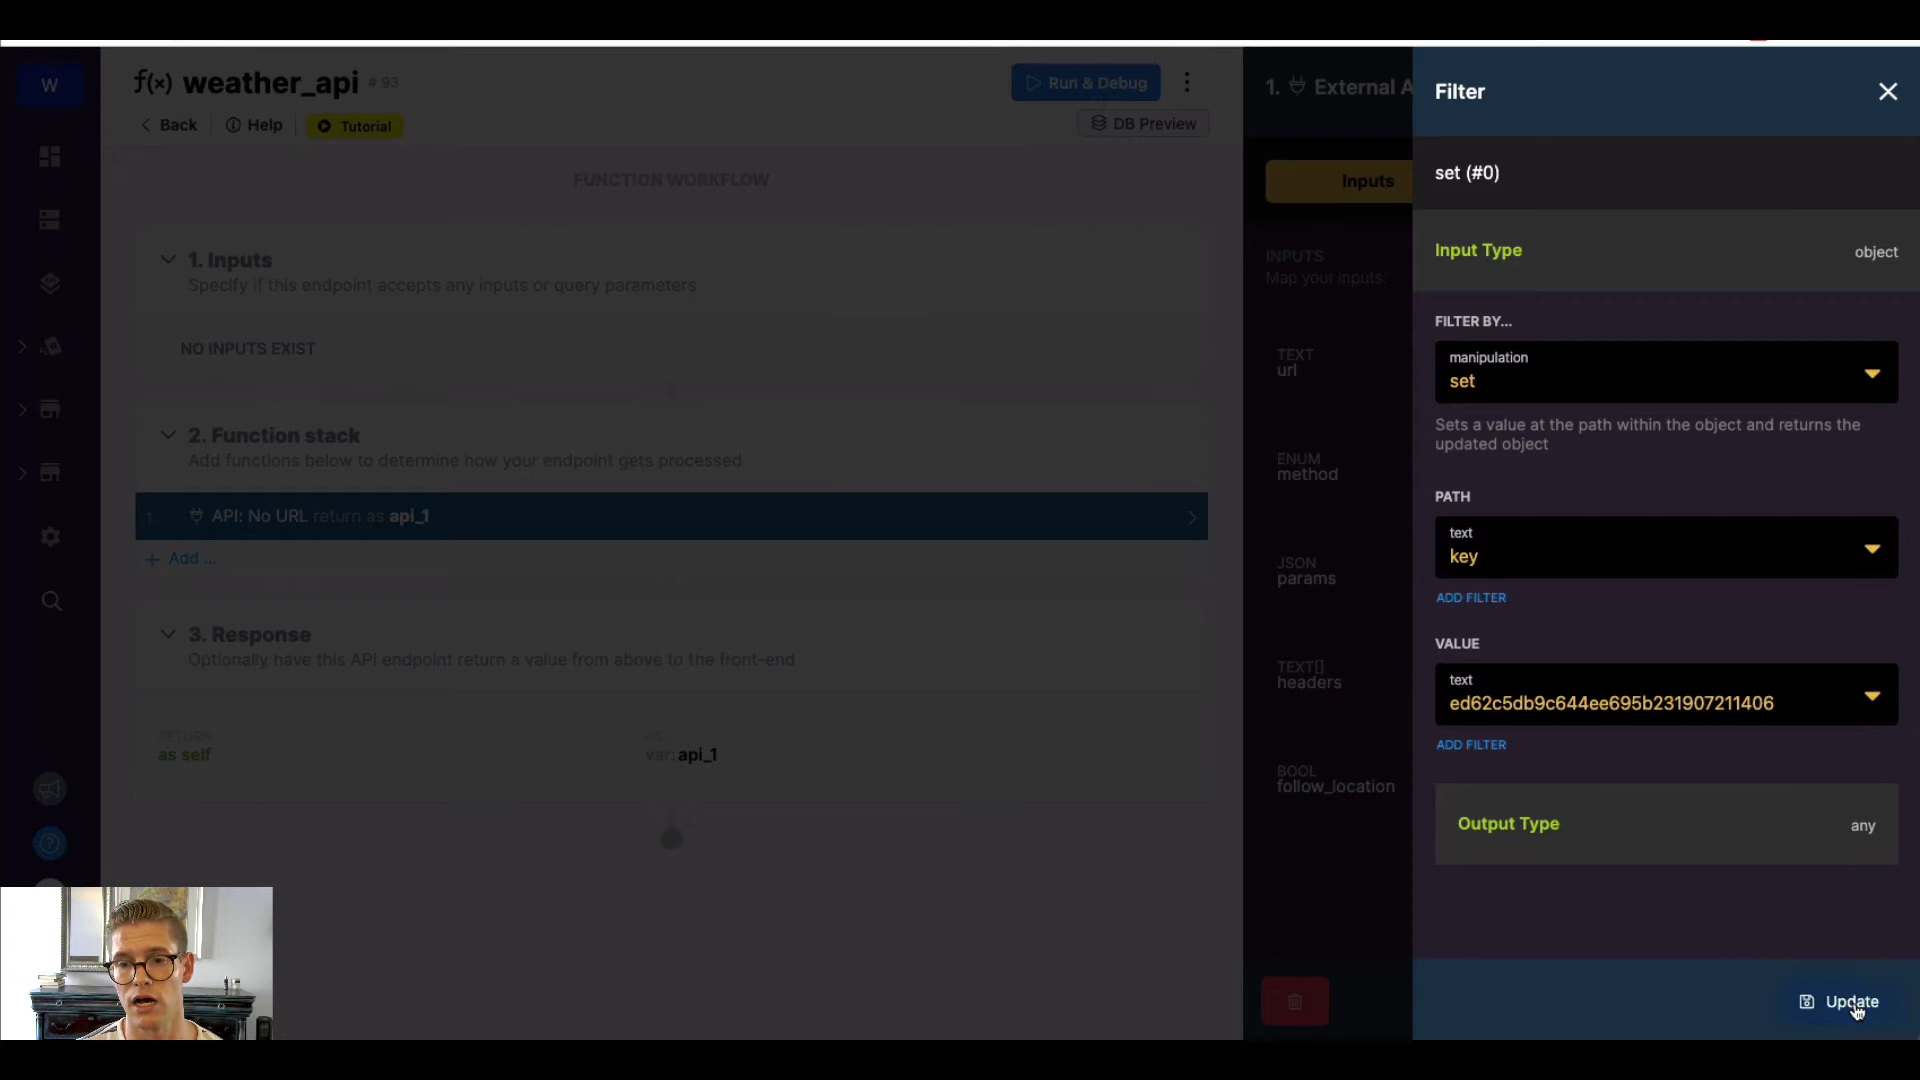 W
f(x) weather_api # 93
Run & Debug
Back
Help
Tutorial
DB Preview
FUNCTION WORKFLOW
1. Inputs
Specify if this endpoint accepts any inputs or query parameters
NO INPUTS EXIST
2. Function stack
Add functions below to determine how your endpoint gets processed
1. API: No URL return as api_1
+ Add ...
3. Response
Optionally have this API endpoint return a value from above to the front-end
RETURN
as self
var: api_1
1. External A
Inputs
INPUTS
Map your inputs.
TEXT
url
ENUM
method
JSON
params
TEXT[]
headers
BOOL
follow_location
Filter
set (#0)
Input Type
object
FILTER BY...
manipulation
set
Sets a value at the path within the object and returns the
updated object
PATH
text
key
ADD FILTER
VALUE
text
ed62c5db9c644ee695b231907211406
ADD FILTER
Output Type
any
Update